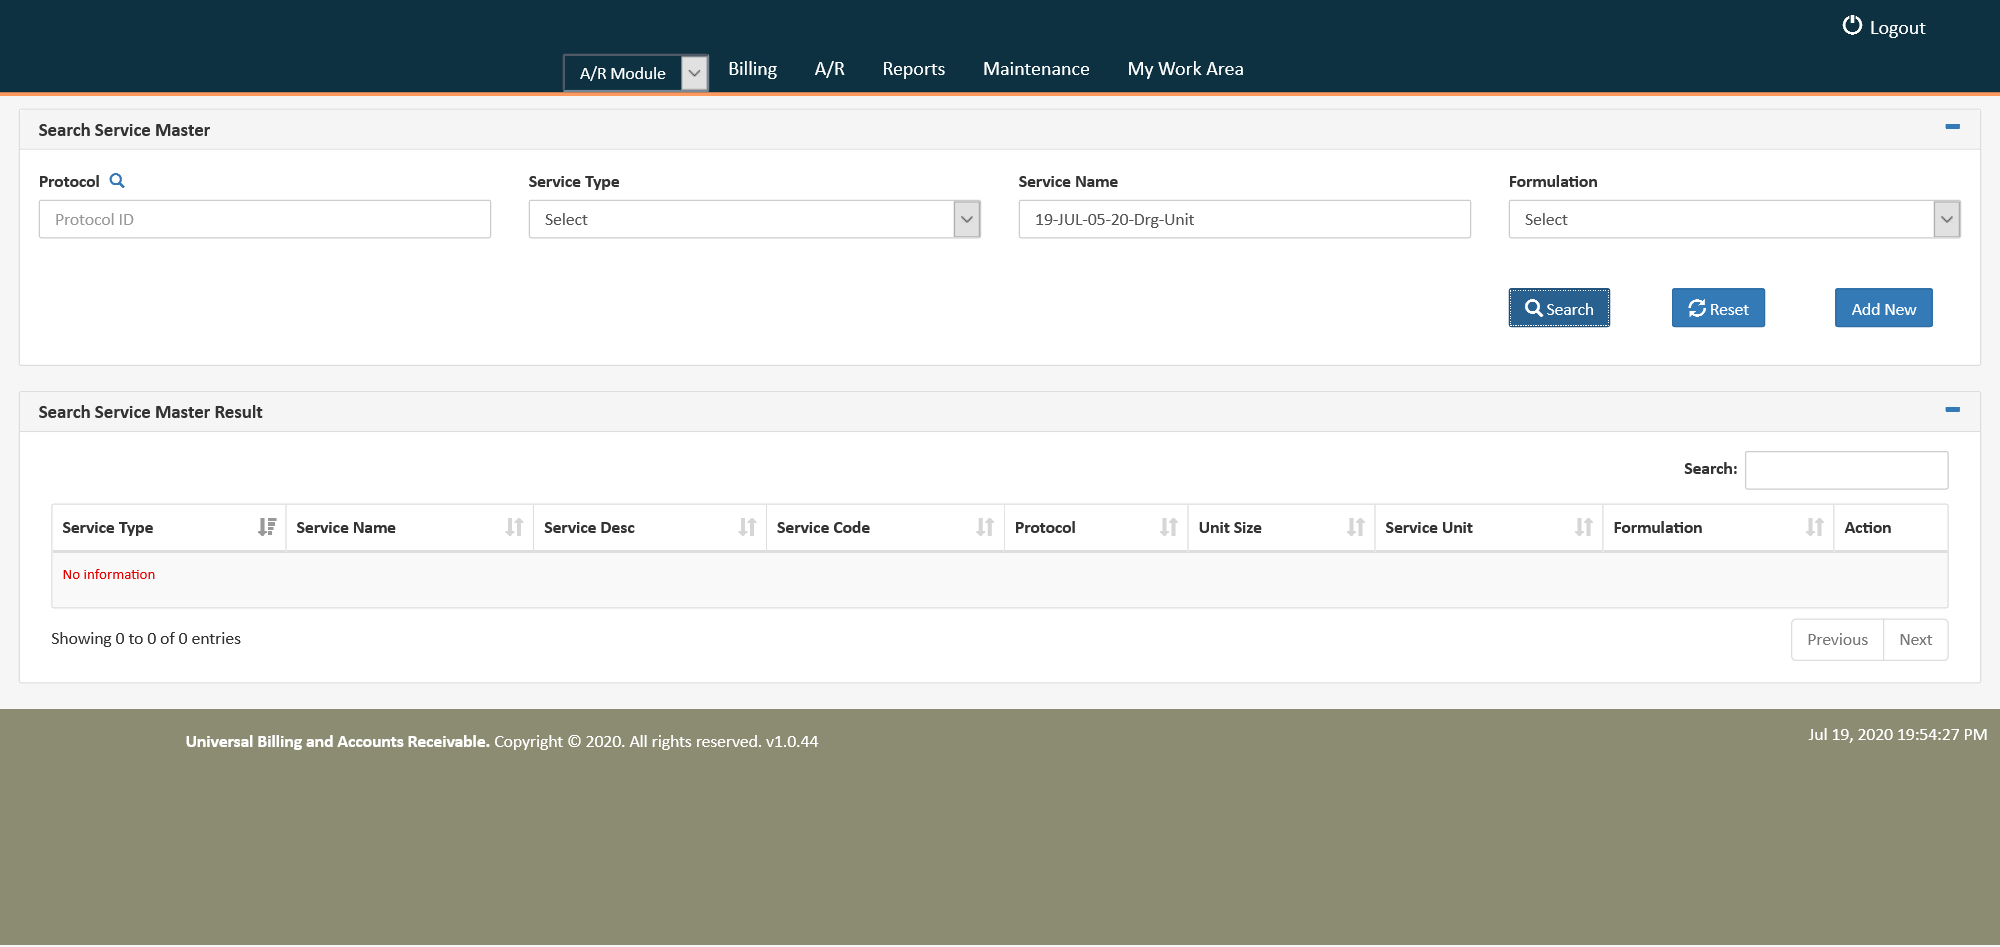 Logout
A/R Module Billing A/R Reports Maintenance My Work Area
Search Service Master
Protocol Service Type Service Name Formulation
Protocol ID Select 19-JUL-05-20-Drg-Unit Select
Search Reset Add New
Search Service Master Result
Search:
Service Type Service Name Service Desc Service Code Protocol Unit Size Service Unit Formulation Action
No information
Showing 0 to 0 of 0 entries Previous Next
Universal Billing and Accounts Receivable. Copyright © 2020. All rights reserved. v1.0.44 Jul 19, 2020 19:54:27 PM